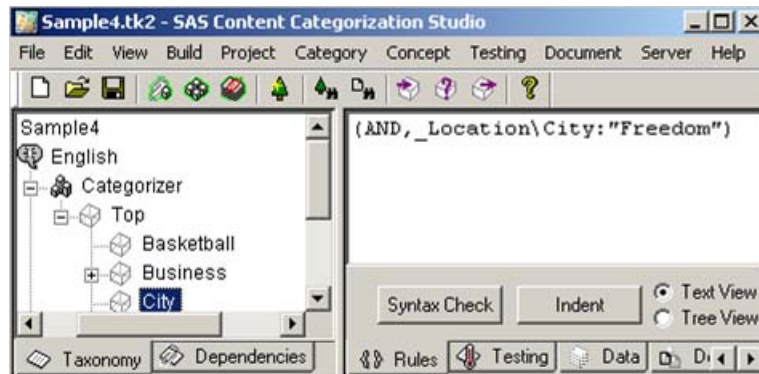 Sample4.tk2 - SAS Content Categorization Studio
File Edit View Build Project Category Concept Testing Document Server Help
Sample4
English
Categorizer
Top
Basketball
Business
City
Taxonomy Dependencies
(AND,_Location\City:"Freedom")
Syntax Check Indent
Text View
Tree View
Rules Testing Data